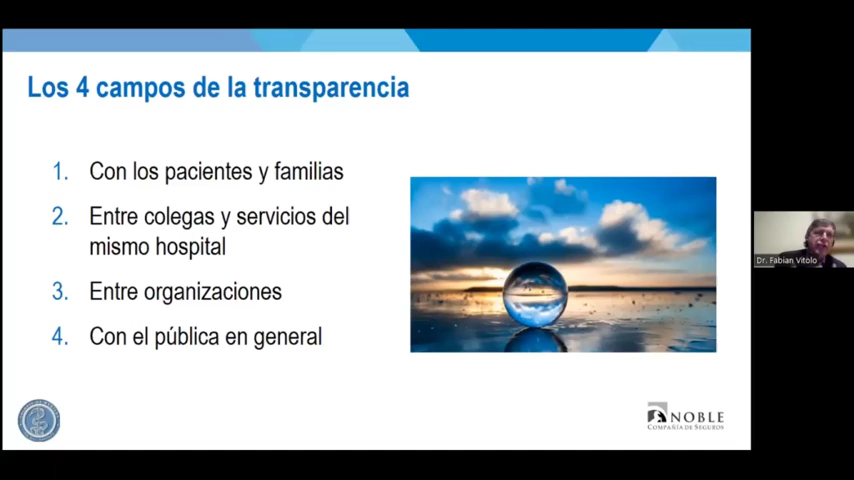 Los 4 campos de la transparencia
1. Con los pacientes y familias
2. Entre colegas y servicios del
mismo hospital
3. Entre organizaciones
4. Con el pública en general
Dr. Fabian Vitolo
NOBLE
COMPAÑÍA DE SEGUROS